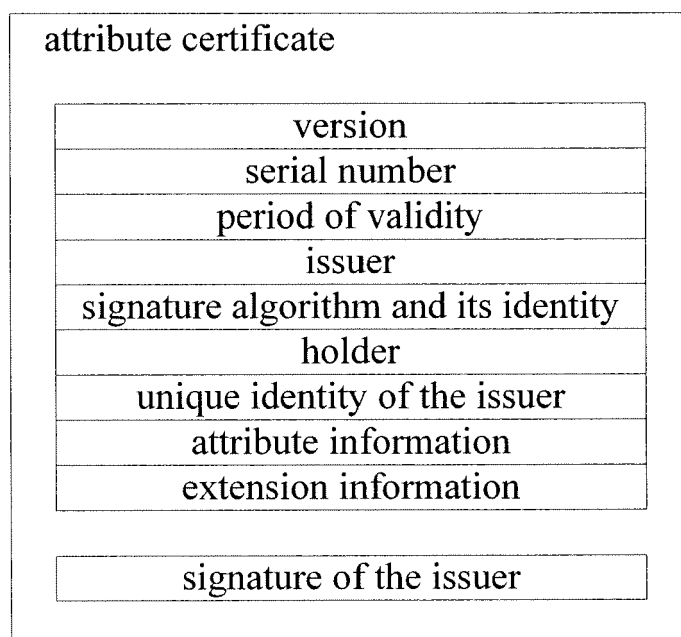 attribute certificate
version
serial number
period of validity
issuer
signature algorithm and its identity
holder
unique identity of the issuer
attribute information
extension information
signature of the issuer